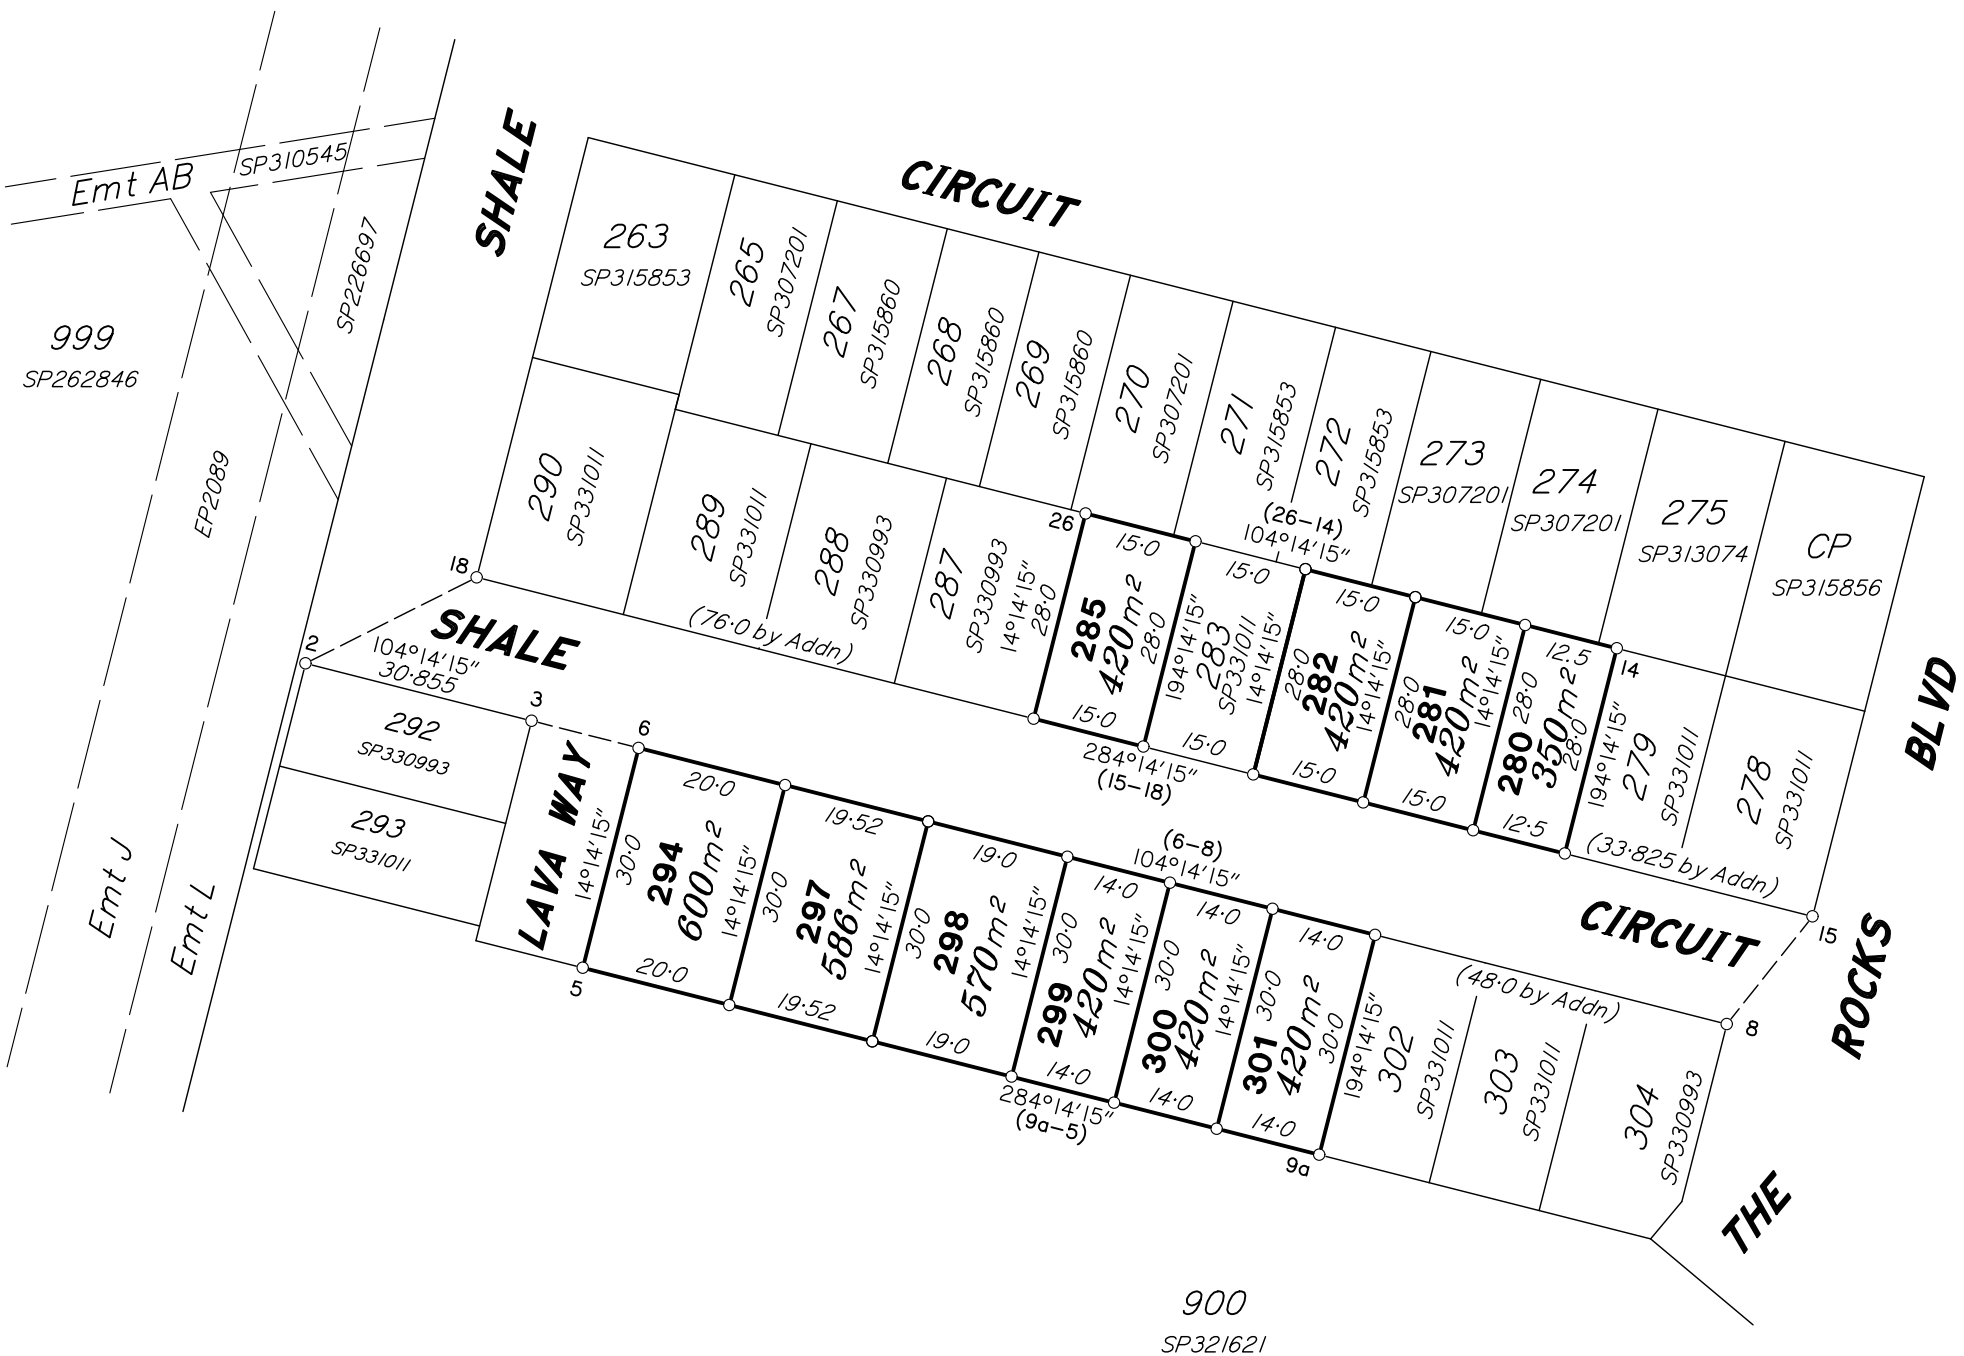 SHALE
CIRCUIT
Emt AB
SP310545
SP226697
999
SP262846
EP2089
Emt J
Emt L
263
SP315853
265
SP307201
267
SP315860
268
SP315860
269
SP315860
270
SP307201
271
SP315853
272
SP315853
273
SP307201
274
SP307201
275
SP313074
CP
SP315856
290
SP331011
289
SP331011
288
SP330993
287
SP330993
14°14'15"
28·0
26
15·0
285
420m²
28·0
15·0
194°14'15"
15·0
283
SP331011
14°14'15"
15·0
(26-14)
104°14'15"
15·0
28·0
282
420m²
14°14'15"
15·0
15·0
28·0
281
420m²
14°14'15"
15·0
12.5
28·0
280
350m²
28·0
12·5
14
194°14'15"
279
SP331011
278
SP331011
(33·825 by Addn)
15
18
(76·0 by Addn)
284°14'15"
(15-18)
SHALE
2
104°14'15"
30·855
3
6
292
SP330993
293
SP331011
LAVA WAY
14°14'15"
5
20·0
30·0
294
600m²
14°14'15"
20·0
19·52
30·0
297
586m²
14°14'15"
19·52
19·0
30·0
298
570m²
14°14'15"
19·0
(6-8)
104°14'15"
14·0
30·0
299
420m²
14°14'15"
14·0
14·0
30·0
300
420m²
14°14'15"
14·0
14·0
30·0
301
420m²
30·0
14·0
194°14'15"
284°14'15"
(9a-5)
9a
302
SP331011
303
SP331011
304
SP330993
(48·0 by Addn)
8
CIRCUIT
THE
ROCKS
BLVD
900
SP321621